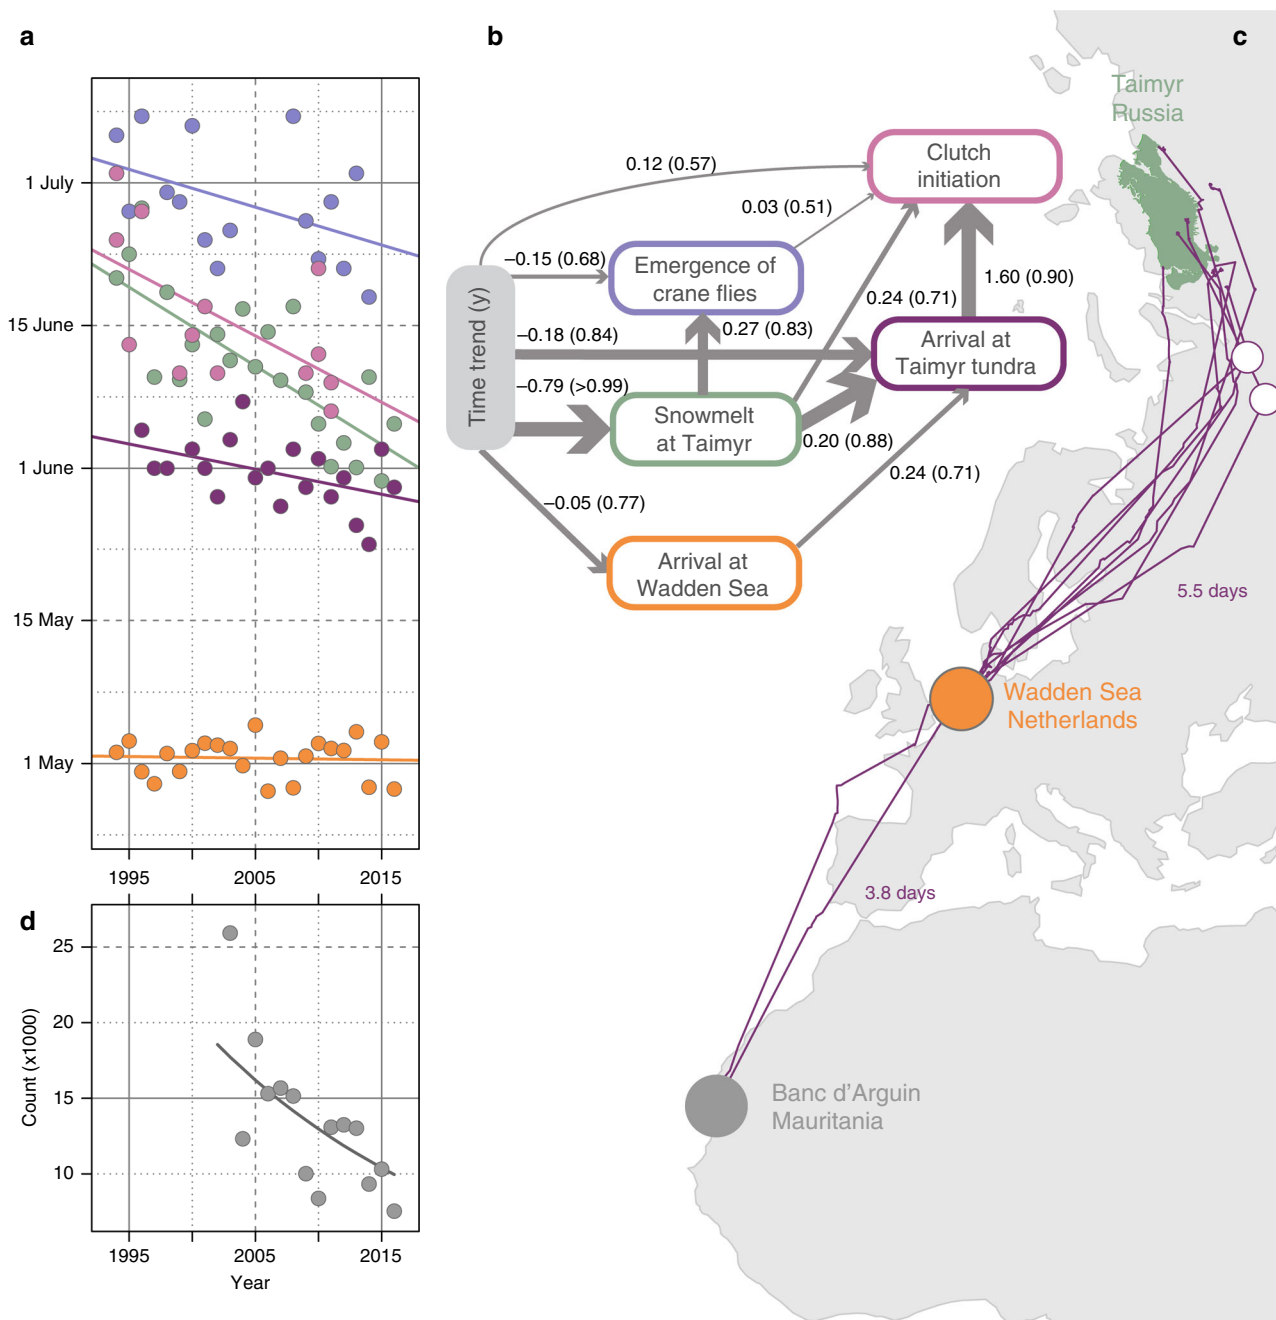 a
1 July
15 June
1 June
15 May
1 May
1995
2005
2015
b
Time trend (y)
0.12 (0.57)
0.03 (0.51)
–0.15 (0.68)
–0.18 (0.84)
–0.79 (>0.99)
–0.05 (0.77)
0.27 (0.83)
0.24 (0.71)
1.60 (0.90)
0.20 (0.88)
0.24 (0.71)
Clutch
initiation
Emergence of
crane flies
Arrival at
Taimyr tundra
Snowmelt
at Taimyr
Arrival at
Wadden Sea
c
Taimyr
Russia
5.5 days
Wadden Sea
Netherlands
3.8 days
Banc d'Arguin
Mauritania
d
Count (x1000)
25
20
15
10
1995
2005
2015
Year